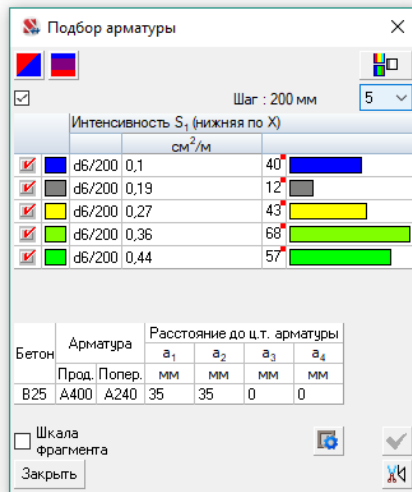 Подбор арматуры
Шаг : 200 мм 5
Интенсивность S1 (нижняя по X)
см2/м
d6/200 0,1 40
d6/200 0,19 12
d6/200 0,27 43
d6/200 0,36 68
d6/200 0,44 57
Бетон Арматура Расстояние до ц.т. арматуры
a1 a2 a3 a4
Прод. Попер. мм мм мм мм
B25 A400 A240 35 35 0 0
Шкала
фрагмента
Закрыть